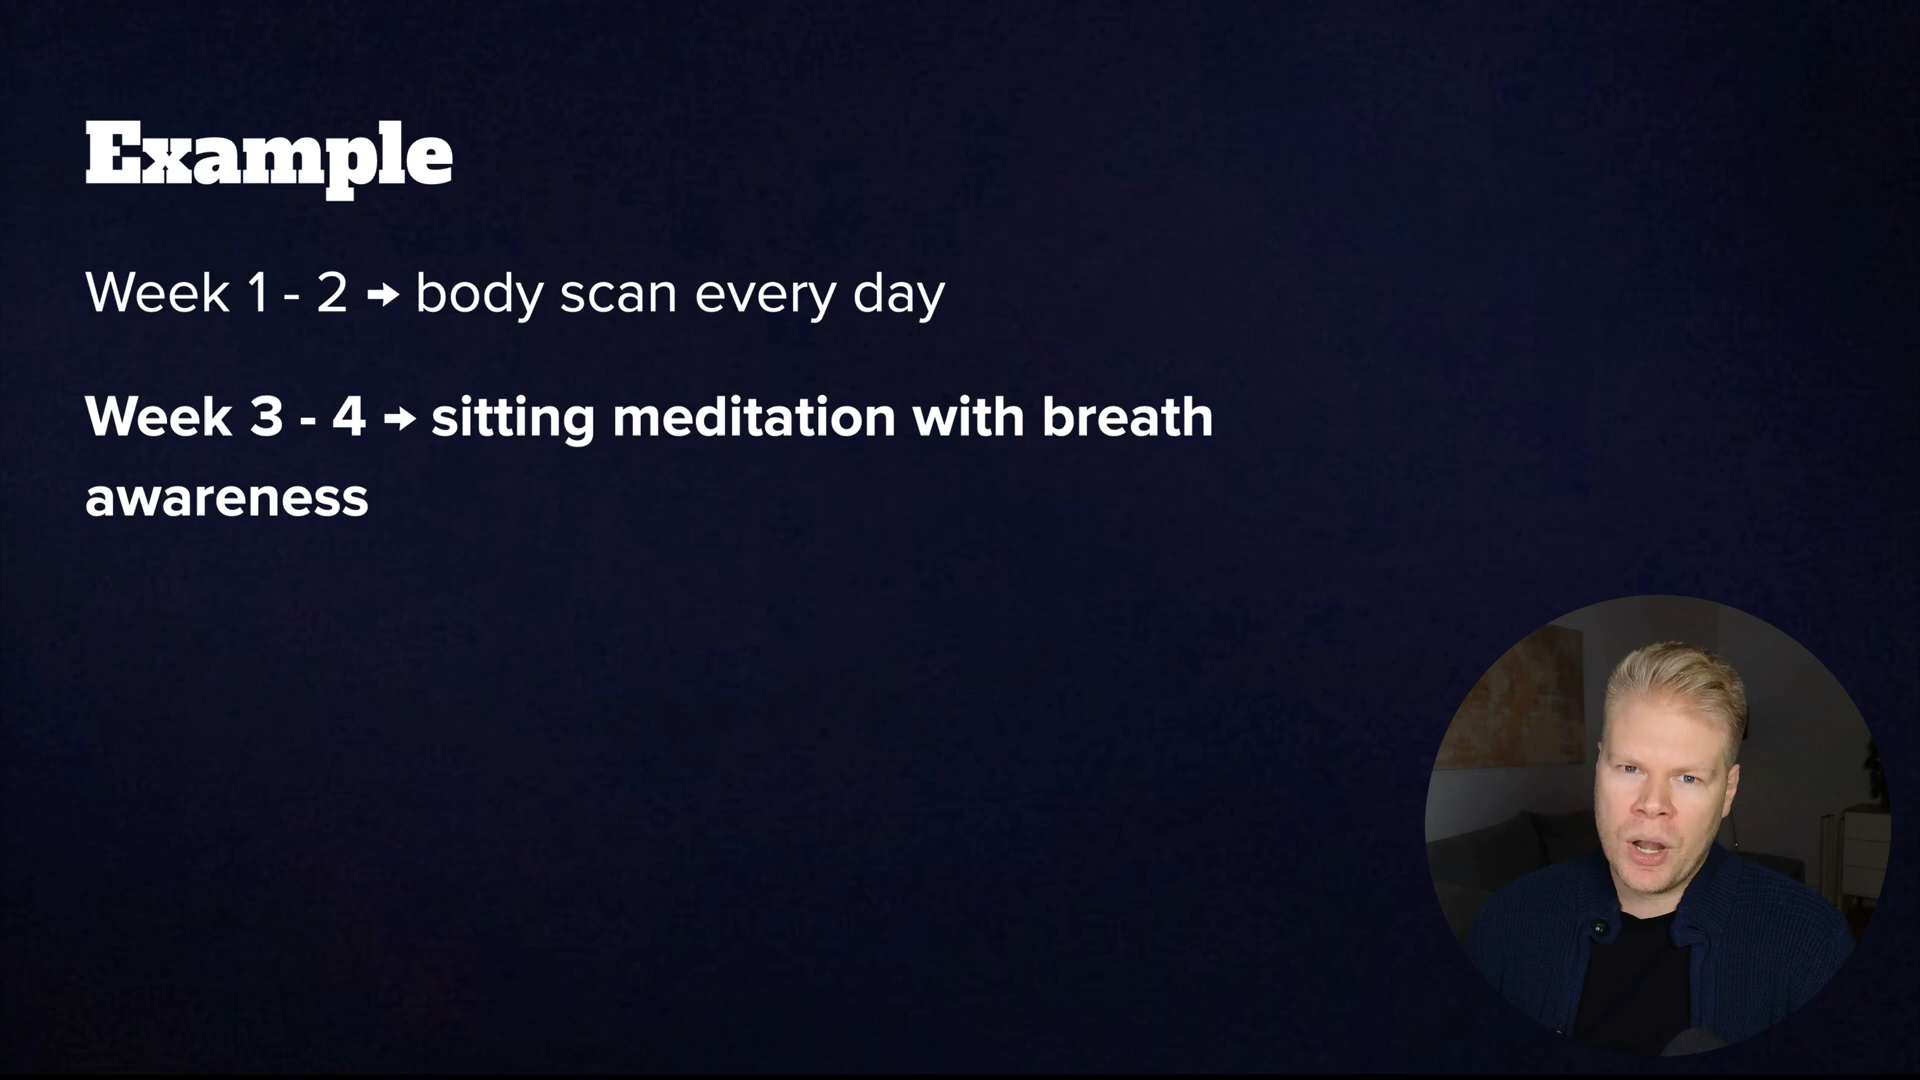 Example
Week 1 - 2 → body scan every day
Week 3 - 4 → sitting meditation with breath
awareness